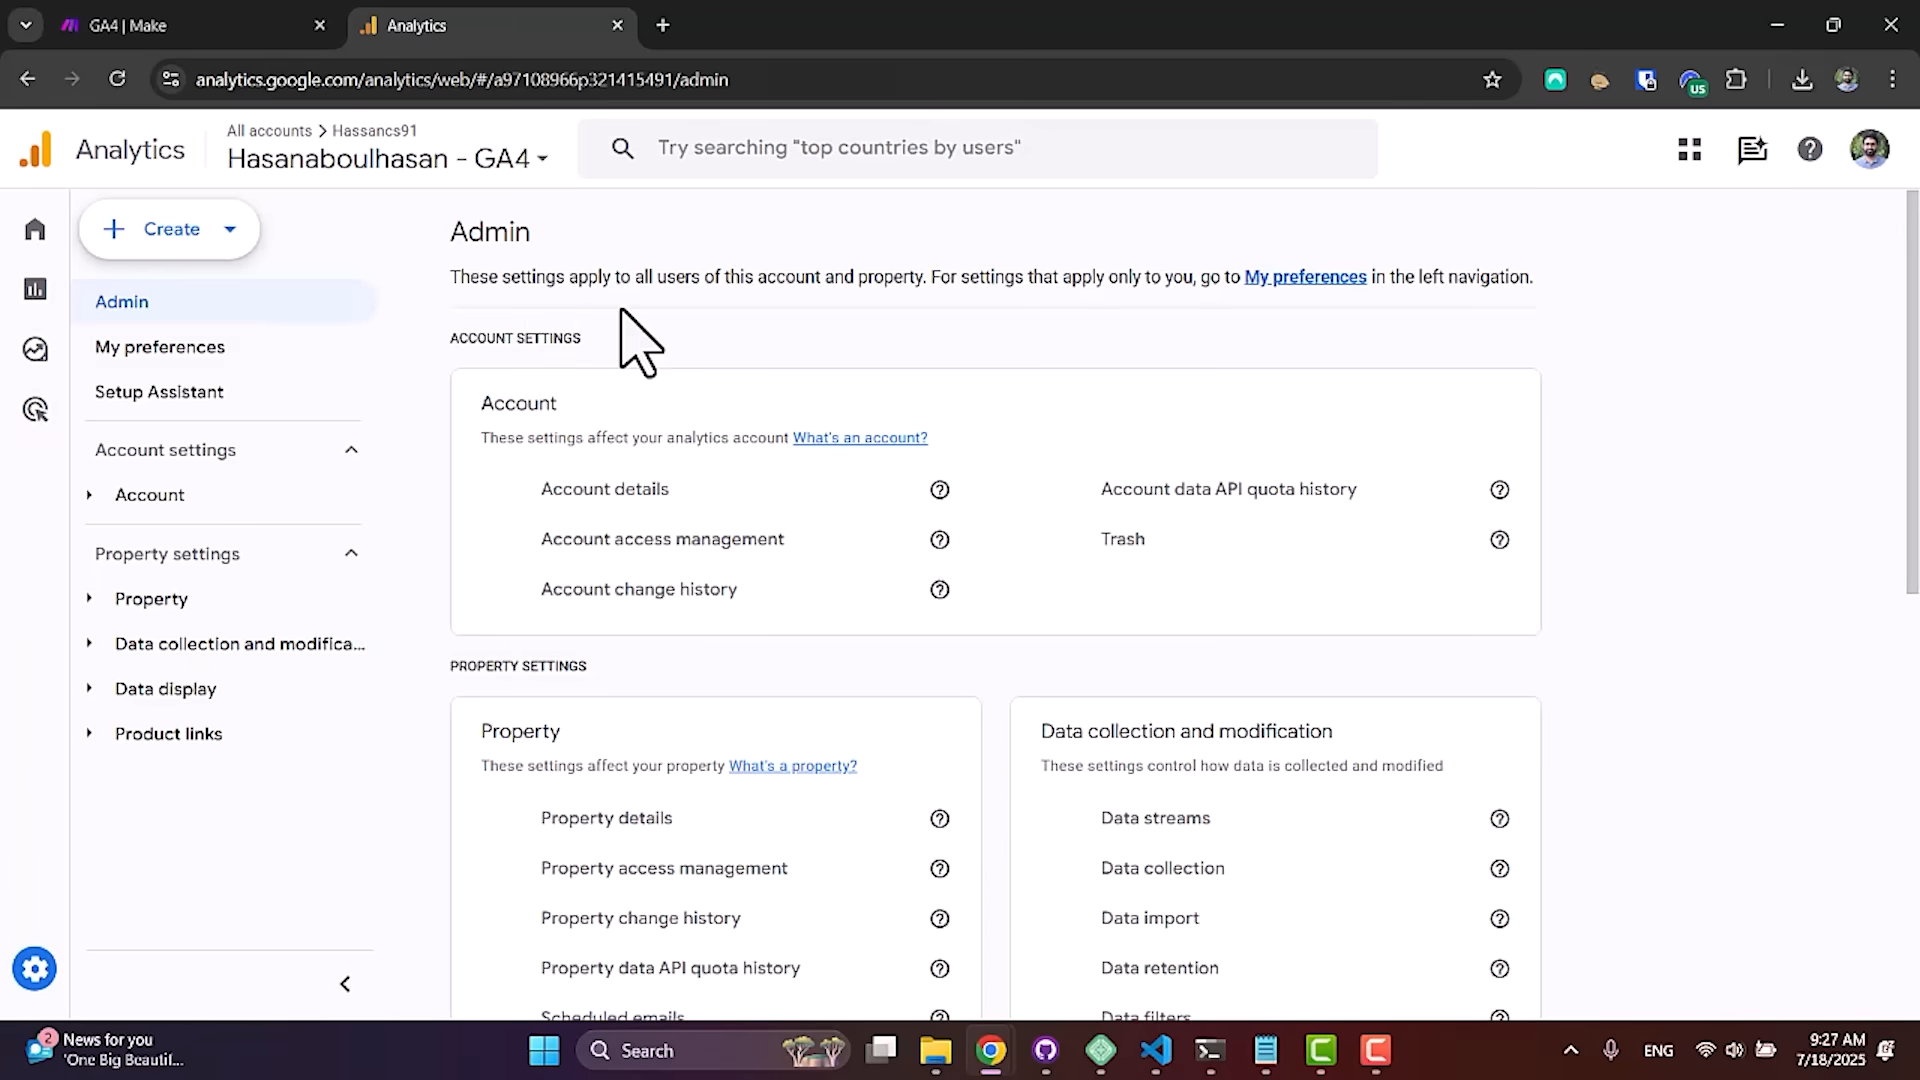 GA4 | Make
Analytics
analytics.google.com/analytics/web/#/a97108966p321415491/admin
US
Analytics
All accounts > Hassancs91
Hasanaboulhasan - GA4
Try searching "top countries by users"
Create
Admin
My preferences
Setup Assistant
Account settings
Account
Property settings
Property
Data collection and modifica...
Data display
Product links
Admin
These settings apply to all users of this account and property. For settings that apply only to you, go to My preferences in the left navigation.
ACCOUNT SETTINGS
Account
These settings affect your analytics account What's an account?
Account details
Account data API quota history
Account access management
Trash
Account change history
PROPERTY SETTINGS
Property
These settings affect your property What's a property?
Property details
Property access management
Property change history
Property data API quota history
Scheduled emails
Data collection and modification
These settings control how data is collected and modified
Data streams
Data collection
Data import
Data retention
Data filters
2
News for you
'One Big Beautif...
Search
ENG
9:27 AM
7/18/2025